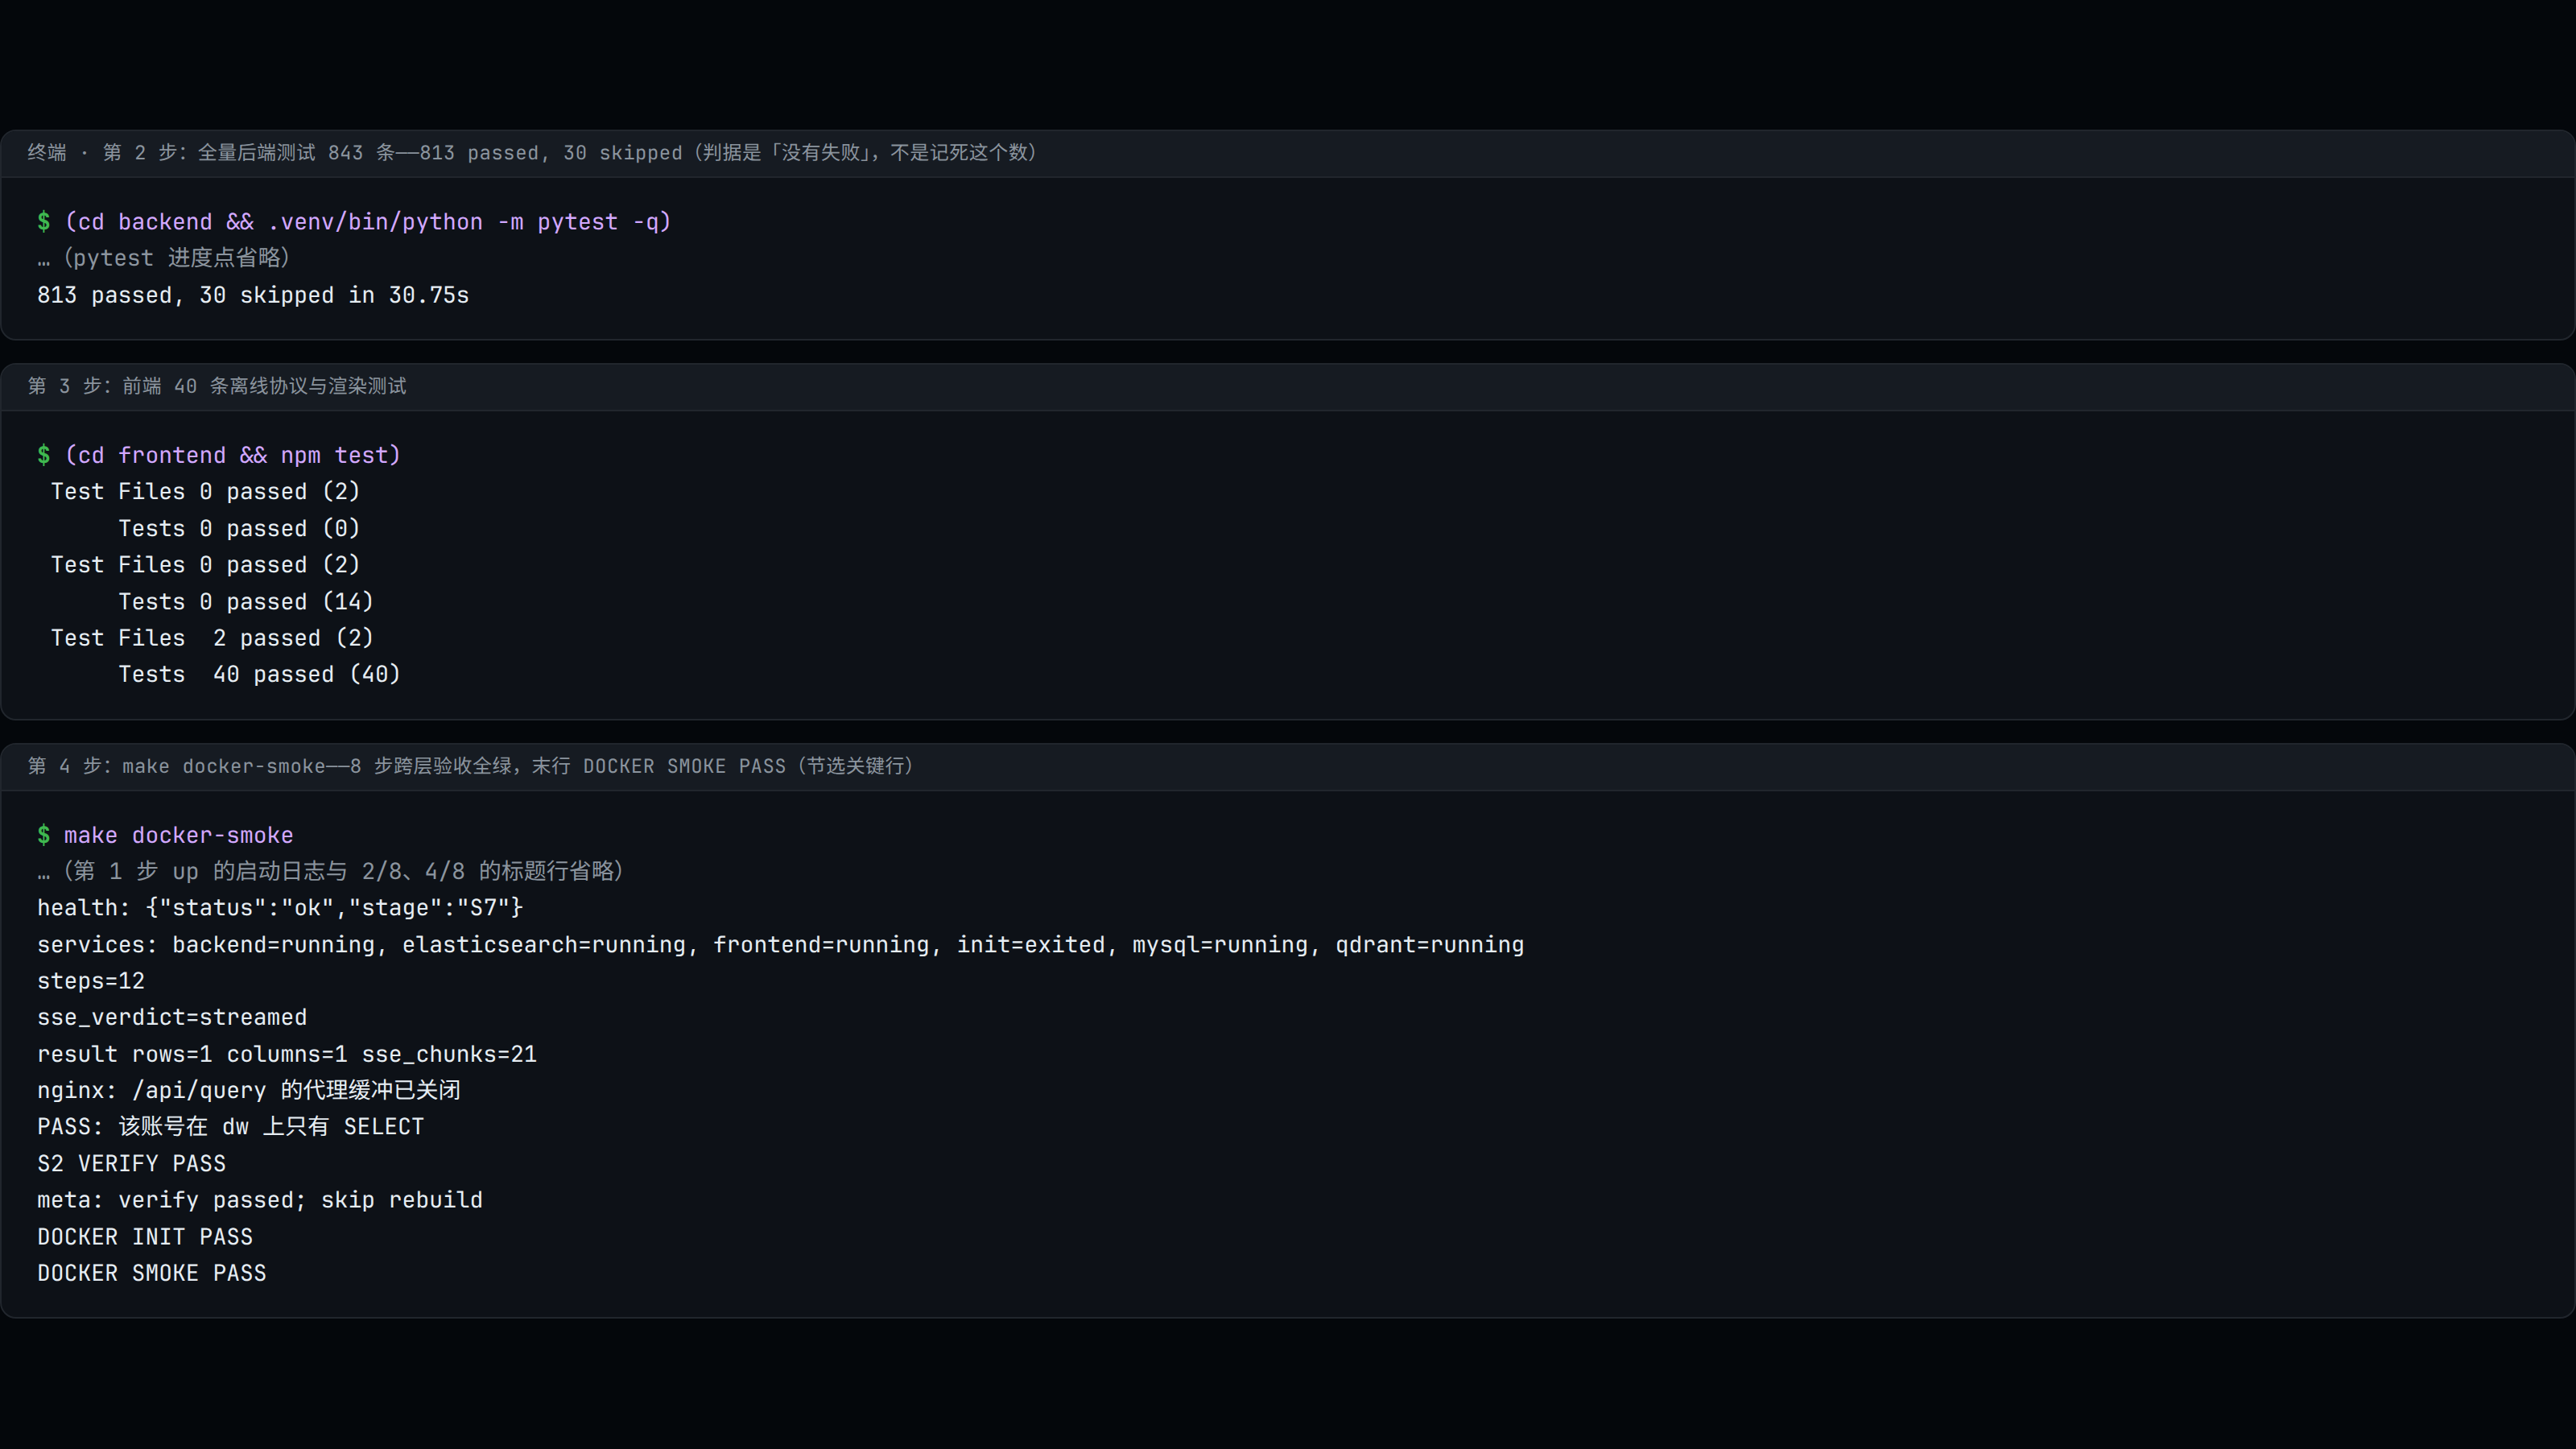 终端 · 第 2 步：全量后端测试 843 条——813 passed, 30 skipped（判据是「没有失败」，不是记死这个数）
$ (cd backend && .venv/bin/python -m pytest -q)
…（pytest 进度点省略）
813 passed, 30 skipped in 30.75s
第 3 步：前端 40 条离线协议与渲染测试
$ (cd frontend && npm test)
Test Files 0 passed (2)
Tests 0 passed (0)
Test Files 0 passed (2)
Tests 0 passed (14)
Test Files  2 passed (2)
Tests  40 passed (40)
第 4 步：make docker-smoke——8 步跨层验收全绿，末行 DOCKER SMOKE PASS（节选关键行）
$ make docker-smoke
…（第 1 步 up 的启动日志与 2/8、4/8 的标题行省略）
health: {"status":"ok","stage":"S7"}
services: backend=running, elasticsearch=running, frontend=running, init=exited, mysql=running, qdrant=running
steps=12
sse_verdict=streamed
result rows=1 columns=1 sse_chunks=21
nginx: /api/query 的代理缓冲已关闭
PASS: 该账号在 dw 上只有 SELECT
S2 VERIFY PASS
meta: verify passed; skip rebuild
DOCKER INIT PASS
DOCKER SMOKE PASS